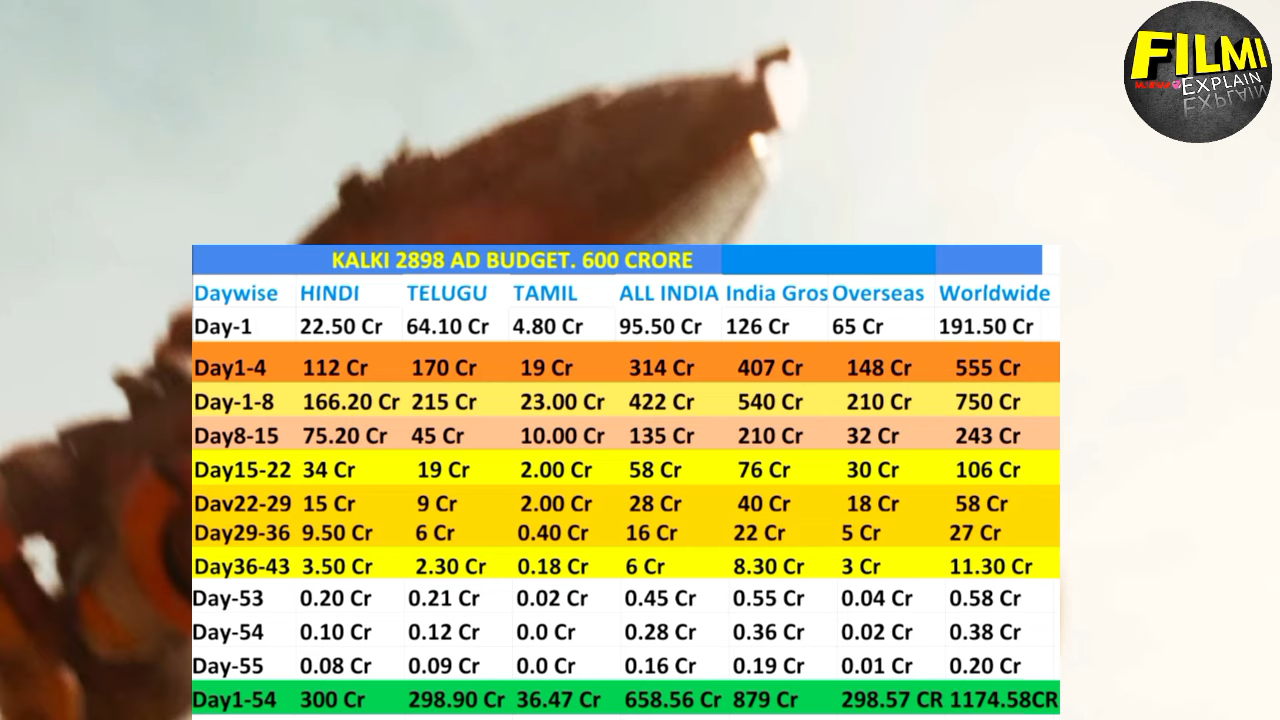 FILMI
EXPLAIN
KALKI 2898 AD BUDGET. 600 CRORE
Daywise HINDI TELUGU TAMIL ALL INDIA India Gros Overseas Worldwide
Day-1 22.50 Cr 64.10 Cr 4.80 Cr 95.50 Cr 126 Cr 65 Cr 191.50 Cr
Day1-4 112 Cr 170 Cr 19 Cr 314 Cr 407 Cr 148 Cr 555 Cr
Day-1-8 166.20 Cr 215 Cr 23.00 Cr 422 Cr 540 Cr 210 Cr 750 Cr
Day8-15 75.20 Cr 45 Cr 10.00 Cr 135 Cr 210 Cr 32 Cr 243 Cr
Day15-22 34 Cr 19 Cr 2.00 Cr 58 Cr 76 Cr 30 Cr 106 Cr
Day22-29 15 Cr 9 Cr 2.00 Cr 28 Cr 40 Cr 18 Cr 58 Cr
Day29-36 9.50 Cr 6 Cr 0.40 Cr 16 Cr 22 Cr 5 Cr 27 Cr
Day36-43 3.50 Cr 2.30 Cr 0.18 Cr 6 Cr 8.30 Cr 3 Cr 11.30 Cr
Day-53 0.20 Cr 0.21 Cr 0.02 Cr 0.45 Cr 0.55 Cr 0.04 Cr 0.58 Cr
Day-54 0.10 Cr 0.12 Cr 0.0 Cr 0.28 Cr 0.36 Cr 0.02 Cr 0.38 Cr
Day-55 0.08 Cr 0.09 Cr 0.0 Cr 0.16 Cr 0.19 Cr 0.01 Cr 0.20 Cr
Day1-54 300 Cr 298.90 Cr 36.47 Cr 658.56 Cr 879 Cr 298.57 CR 1174.58CR